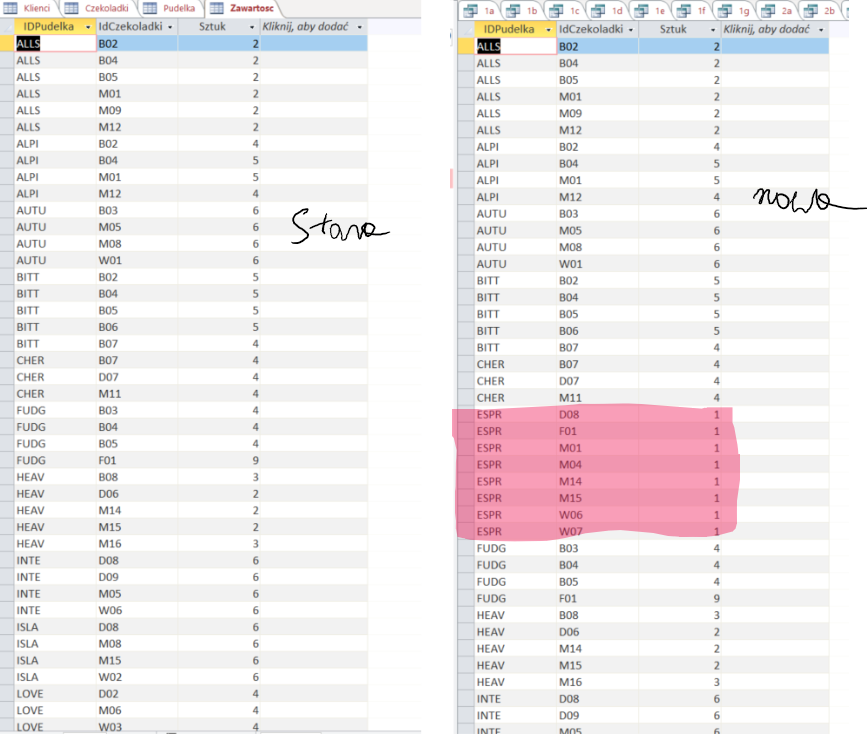 Klienci Czekoladki Pudelka Zawartosc
IDPudelka IdCzekoladki Sztuk Kliknij, aby dodać
ALLS B02 2
ALLS B04 2
ALLS B05 2
ALLS M01 2
ALLS M09 2
ALLS M12 2
ALPI B02 4
ALPI B04 5
ALPI M01 5
ALPI M12 4
AUTU B03 6
AUTU M05 6
AUTU M08 6
AUTU W01 6
BITT B02 5
BITT B04 5
BITT B05 5
BITT B06 5
BITT B07 4
CHER B07 4
CHER D07 4
CHER M11 4
FUDG B03 4
FUDG B04 4
FUDG B05 4
FUDG F01 9
HEAV B08 3
HEAV D06 2
HEAV M14 2
HEAV M15 2
HEAV M16 3
INTE D08 6
INTE D09 6
INTE M05 6
INTE W06 6
ISLA D08 6
ISLA M08 6
ISLA M15 6
ISLA W02 6
LOVE D02 4
LOVE M06 4
LOVE W03 4
Stara
1a 1b 1c 1d 1e 1f 1g 2a 2b
IDPudelka IdCzekoladki Sztuk Kliknij, aby dodać
ALLS B02 2
ALLS B04 2
ALLS B05 2
ALLS M01 2
ALLS M09 2
ALLS M12 2
ALPI B02 4
ALPI B04 5
ALPI M01 5
ALPI M12 4
AUTU B03 6
AUTU M05 6
AUTU M08 6
AUTU W01 6
BITT B02 5
BITT B04 5
BITT B05 5
BITT B06 5
BITT B07 4
CHER B07 4
CHER D07 4
CHER M11 4
ESPR D08 1
ESPR F01 1
ESPR M01 1
ESPR M04 1
ESPR M14 1
ESPR M15 1
ESPR W06 1
ESPR W07 1
FUDG B03 4
FUDG B04 4
FUDG B05 4
FUDG F01 9
HEAV B08 3
HEAV D06 2
HEAV M14 2
HEAV M15 2
HEAV M16 3
INTE D08 6
INTE D09 6
INTE M05 6
nowa